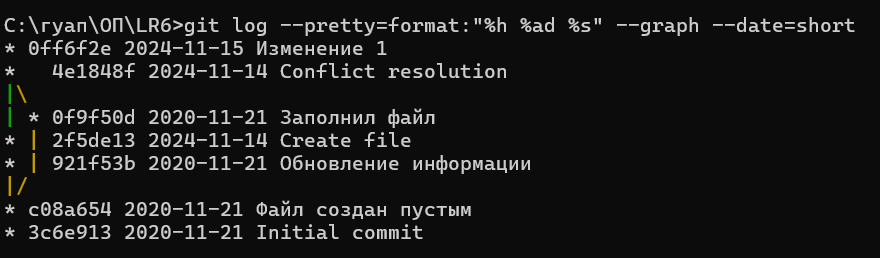 C:\гуап\ОП\LR6>git log --pretty=format:"%h %ad %s" --graph --date=short
* 0ff6f2e 2024-11-15 Изменение 1
*   4e1848f 2024-11-14 Conflict resolution
|\
| * 0f9f50d 2020-11-21 Заполнил файл
* | 2f5de13 2024-11-14 Create file
* | 921f53b 2020-11-21 Обновление информации
|/
* c08a654 2020-11-21 Файл создан пустым
* 3c6e913 2020-11-21 Initial commit